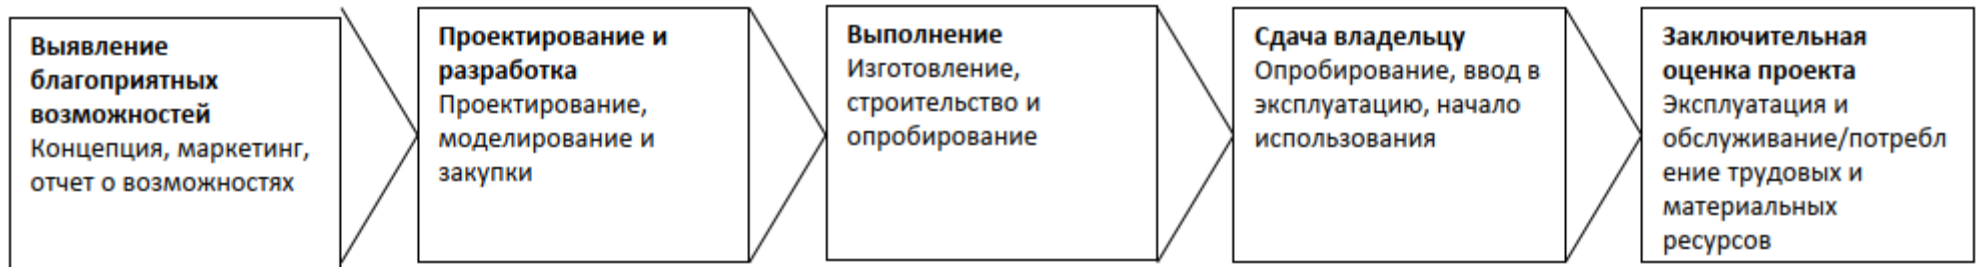 Выявление
благоприятных
возможностей
Концепция, маркетинг,
отчет о возможностях
Проектирование и
разработка
Проектирование,
моделирование и
закупки
Выполнение
Изготовление,
строительство и
опробирование
Сдача владельцу
Опробирование, ввод в
эксплуатацию, начало
использования
Заключительная
оценка проекта
Эксплуатация и
обслуживание/потребл
ение трудовых и
материальных
ресурсов